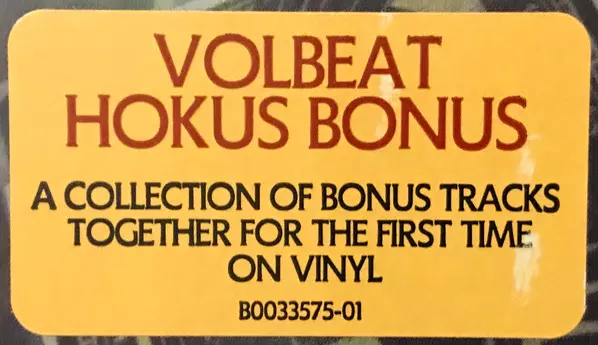 VOLBEAT
HOKUS BONUS
A COLLECTION OF BONUS TRACKS
TOGETHER FOR THE FIRST TIME
ON VINYL
B0033575-01